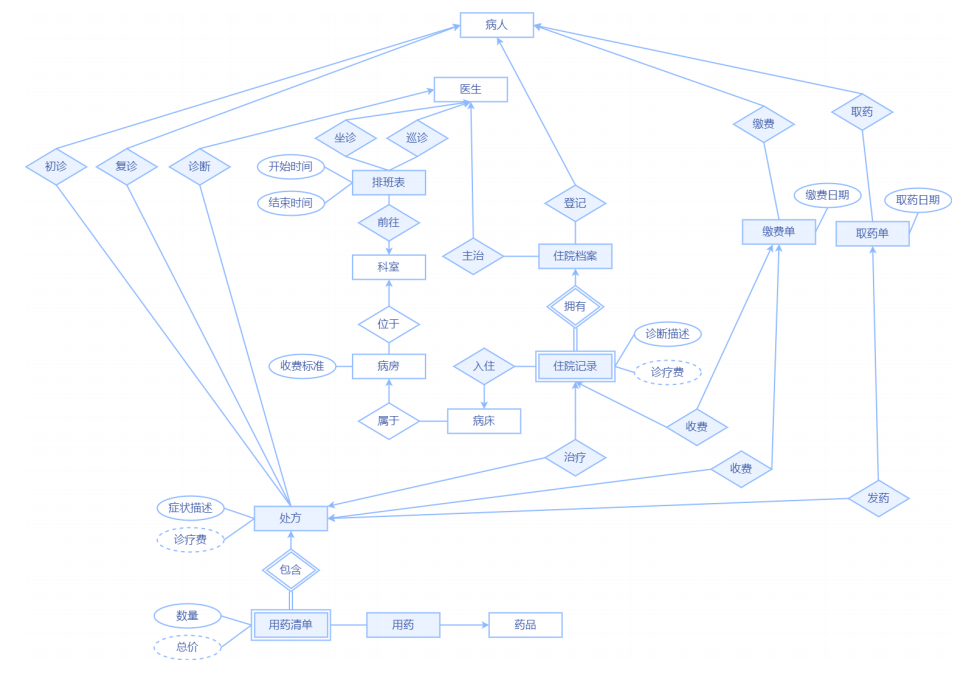 病人
医生
坐诊
巡诊
缴费
取药
初诊
复诊
诊断
开始时间
排班表
结束时间
前往
登记
缴费日期
取药日期
缴费单
取药单
主治
住院档案
科室
拥有
位于
诊断描述
收费标准
病房
入住
住院记录
诊疗费
属于
病床
收费
治疗
收费
发药
症状描述
处方
诊疗费
包含
数量
用药清单
用药
药品
总价